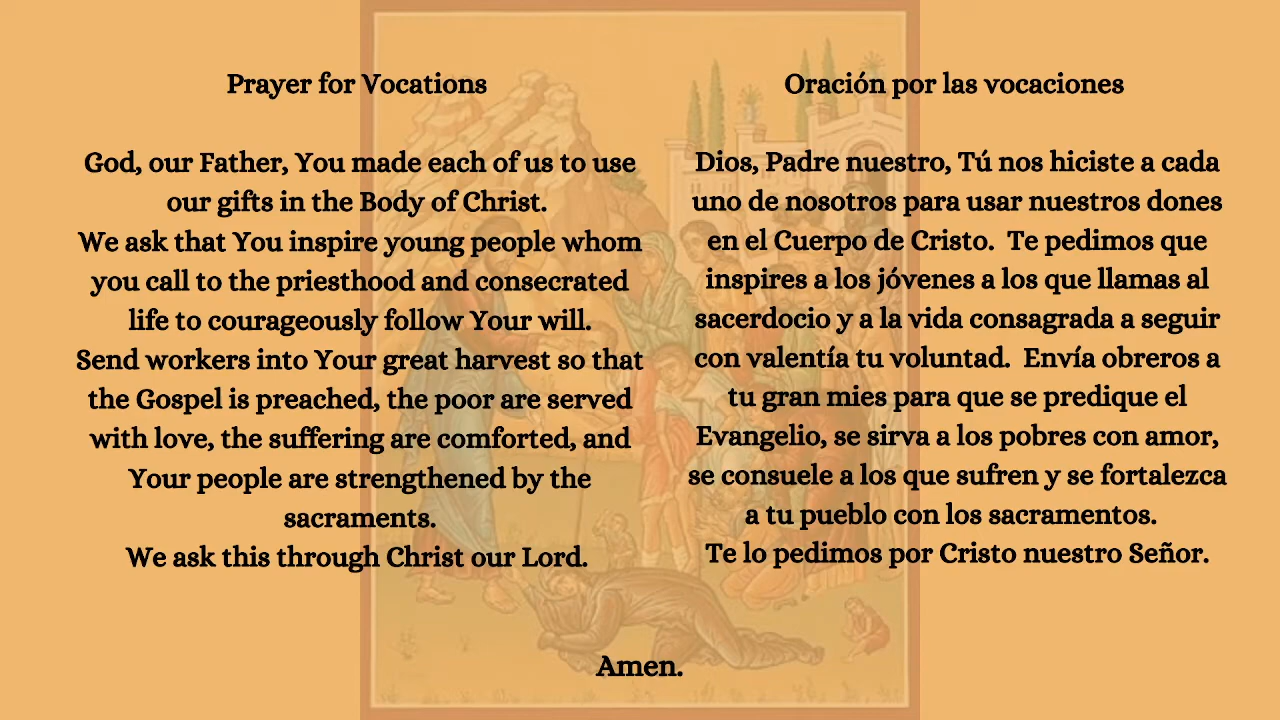 Prayer for Vocations
God, our Father, You made each of us to use
our gifts in the Body of Christ.
We ask that You inspire young people whom
you call to the priesthood and consecrated
life to courageously follow Your will.
Send workers into Your great harvest so that
the Gospel is preached, the poor are served
with love, the suffering are comforted, and
Your people are strengthened by the
sacraments.
We ask this through Christ our Lord.
Oración por las vocaciones
Dios, Padre nuestro, Tú nos hiciste a cada
uno de nosotros para usar nuestros dones
en el Cuerpo de Cristo.  Te pedimos que
inspires a los jóvenes a los que llamas al
sacerdocio y a la vida consagrada a seguir
con valentía tu voluntad.  Envía obreros a
tu gran mies para que se predique el
Evangelio, se sirva a los pobres con amor,
se consuele a los que sufren y se fortalezca
a tu pueblo con los sacramentos.
Te lo pedimos por Cristo nuestro Señor.
Amen.